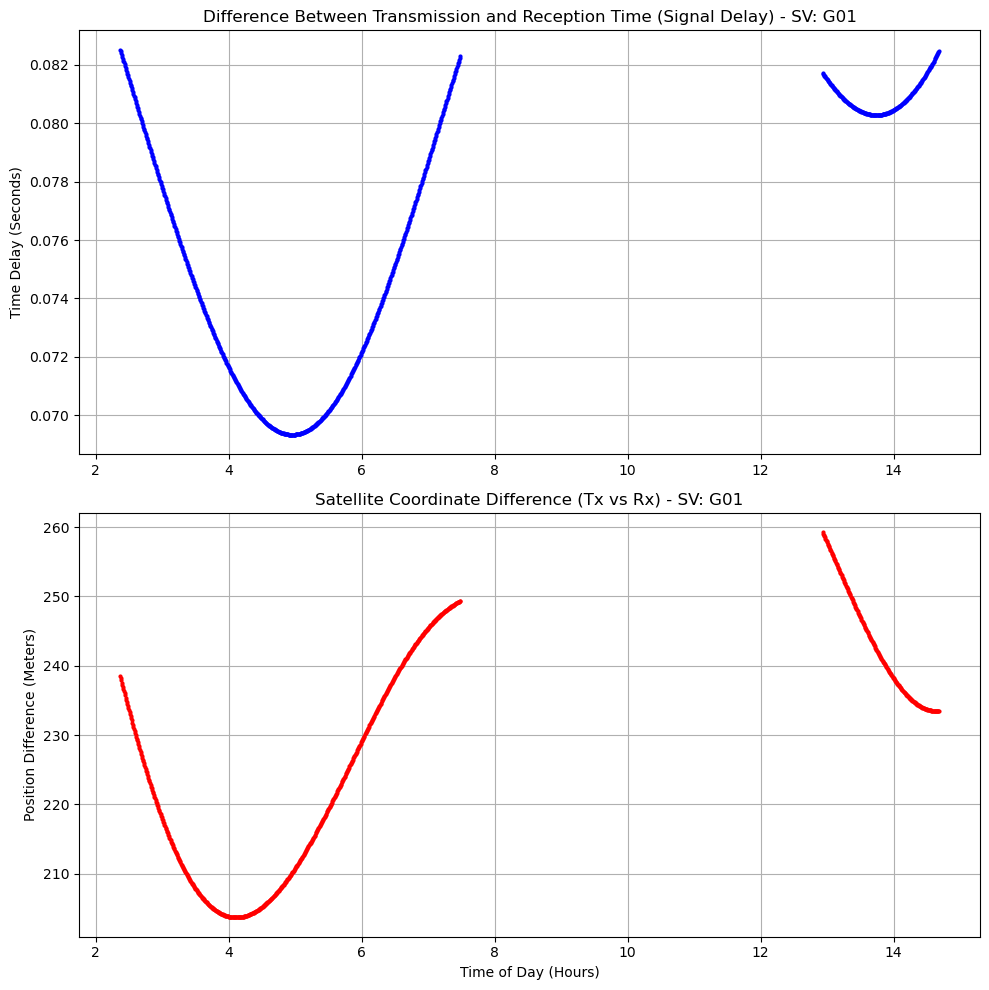 Difference Between Transmission and Reception Time (Signal Delay) - SV: G01
0.082
0.080
0.078
0.076
0.074
0.072
0.070
Time Delay (Seconds)
2 4 6 8 10 12 14
Satellite Coordinate Difference (Tx vs Rx) - SV: G01
260
250
240
230
220
210
Position Difference (Meters)
2 4 6 8 10 12 14
Time of Day (Hours)